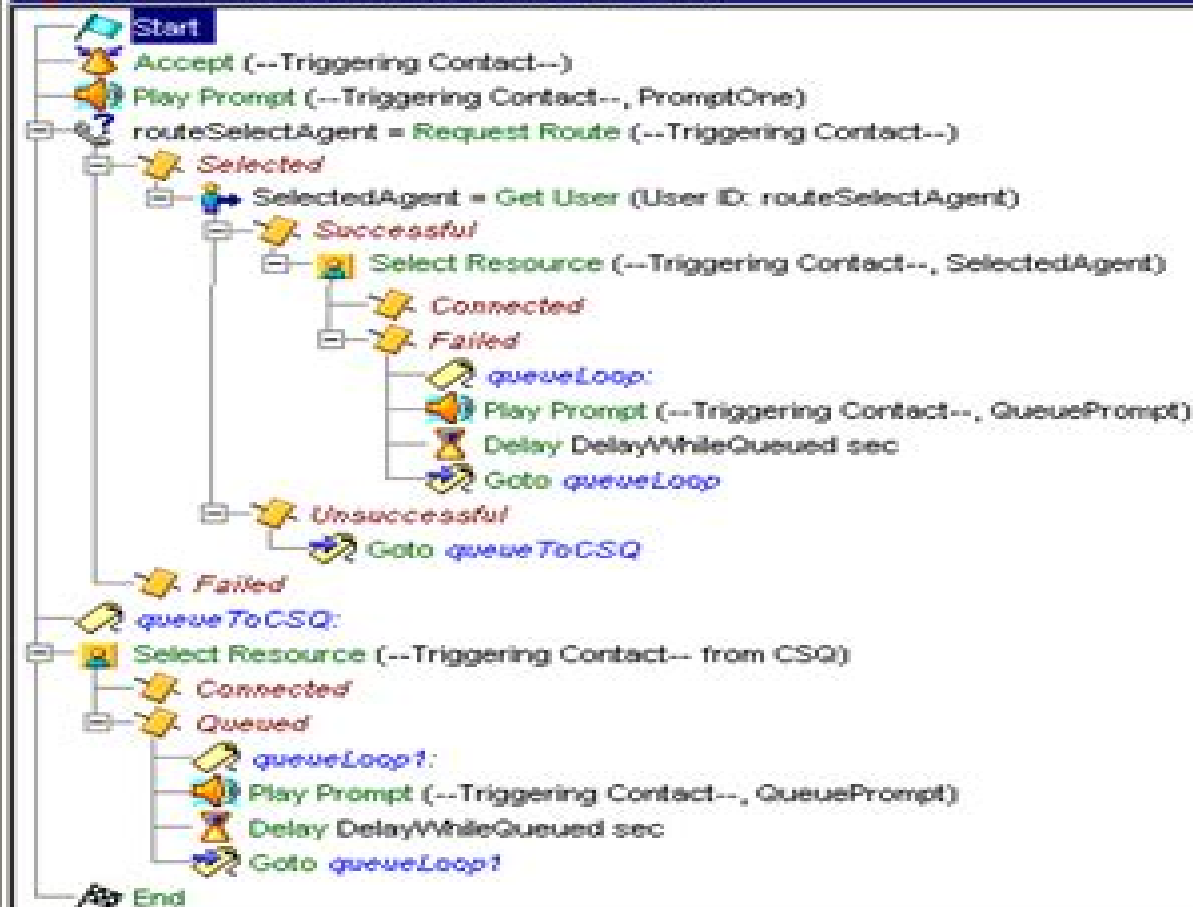 Start
Accept (--Triggering Contact--)
Play Prompt (--Triggering Contact--, PromptOne)
routeSelectAgent = Request Route (--Triggering Contact--)
Selected
SelectedAgent = Get User (User ID: routeSelectAgent)
Successful
Select Resource (--Triggering Contact--, SelectedAgent)
Connected
Failed
queueLoop:
Play Prompt (--Triggering Contact--, QueuePrompt)
Delay DelayWhileQueued sec
Goto queueLoop
Unsuccessful
Goto queueToCSQ
Failed
queueToCSQ:
Select Resource (--Triggering Contact-- from CSQ)
Connected
Queued
queueLoop1:
Play Prompt (--Triggering Contact--, QueuePrompt)
Delay DelayWhileQueued sec
Goto queueLoop1
End